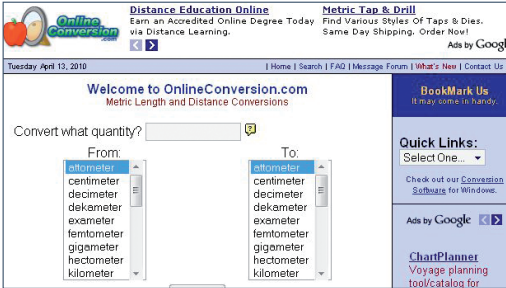 Online
Conversion
.com
Distance Education Online
Earn an Accredited Online Degree Today
via Distance Learning.
Metric Tap & Drill
Find Various Styles Of Taps & Dies.
Same Day Shipping. Order Now!
Ads by Googl
Tuesday April 13, 2010
| Home | Search | FAQ | Message Forum | What's New | Contact Us
Welcome to OnlineConversion.com
Metric Length and Distance Conversions
Convert what quantity?
?
From:
attometer
centimeter
decimeter
dekameter
exameter
femtometer
gigameter
hectometer
kilometer
To:
attometer
centimeter
decimeter
dekameter
exameter
femtometer
gigameter
hectometer
kilometer
BookMark Us
It may come in handy.
Quick Links:
Select One...
Check out our Conversion
Software for Windows.
Ads by Google
ChartPlanner
Voyage planning
tool/catalog for